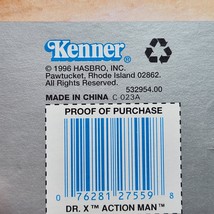 Kenner
© 1996 HASBRO, INC.
Pawtucket, Rhode Island 02862.
All Rights Reserved.
532954.00
MADE IN CHINA C-023A
PROOF OF PURCHASE
0 76281 27559 8
DR. X™ ACTION MAN™